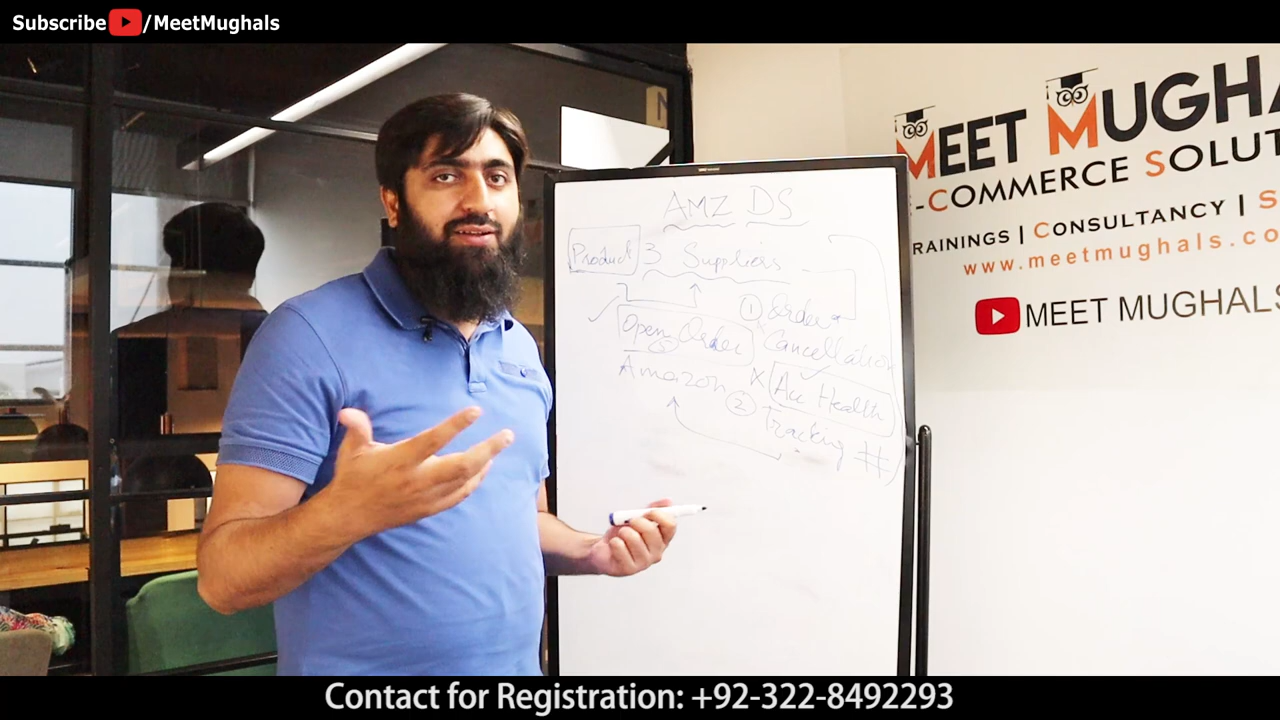 Subscribe /MeetMughals
MEET MUGHA
-COMMERCE SOLUT
RAININGS | CONSULTANCY | S
www.meetmughals.co
MEET MUGHALS
AMZ DS
Product 3 Suppliers
1 Order
Open Order Cancellation
Amazon X Acc Health
2 Tracking #
Contact for Registration: +92-322-8492293